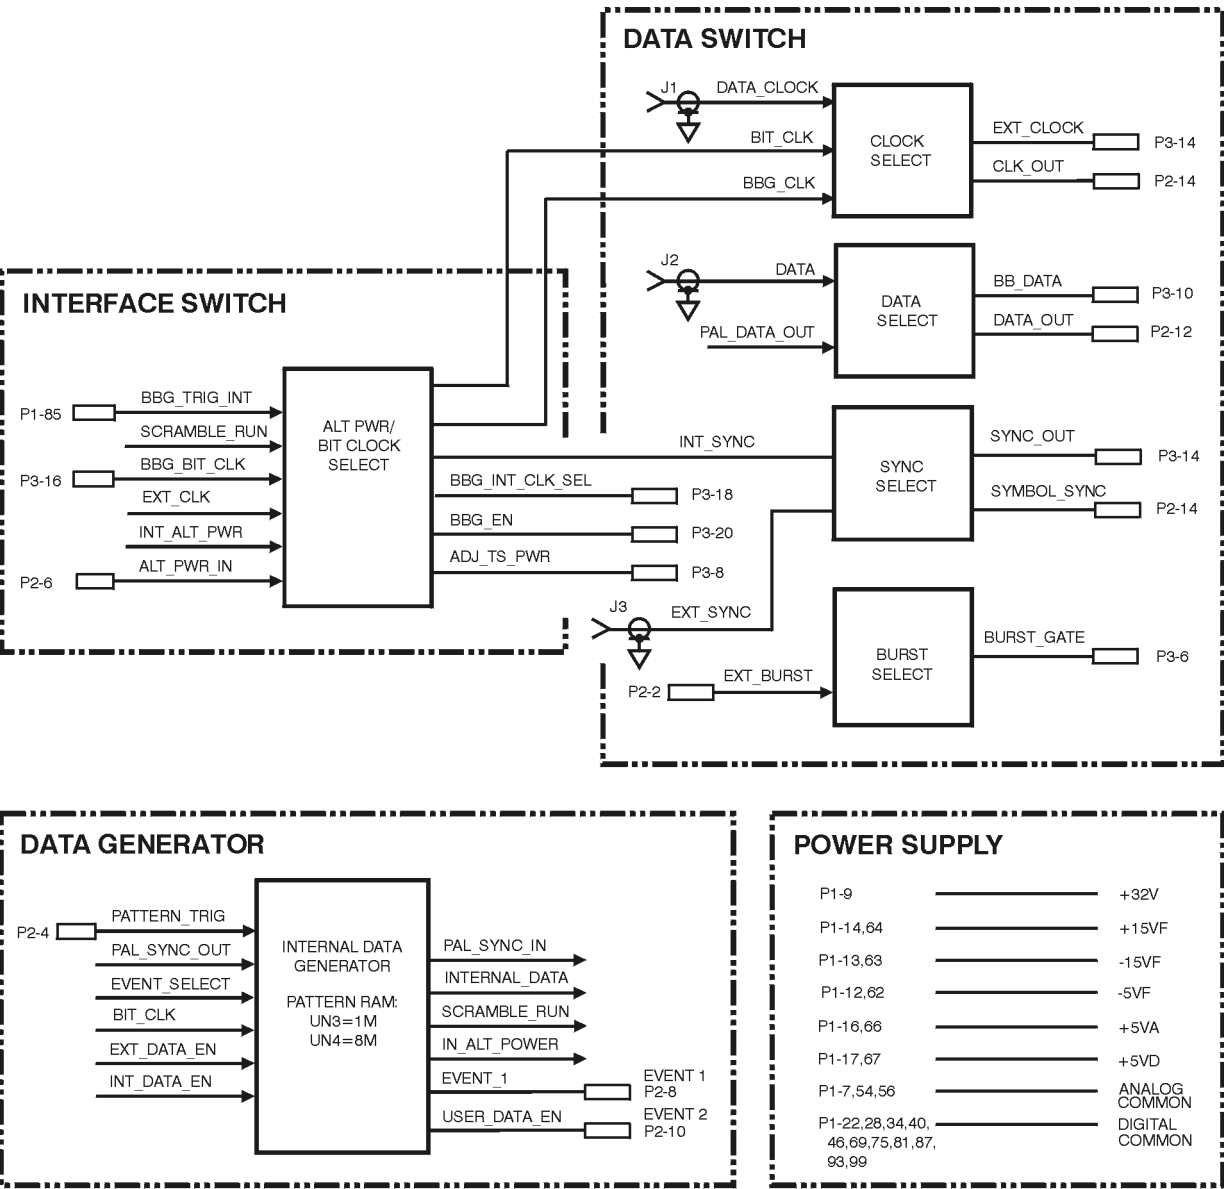 DATA SWITCH
J1
DATA_CLOCK
BIT_CLK
BBG_CLK
CLOCK
SELECT
EXT_CLOCK
P3-14
CLK_OUT
P2-14
J2
DATA
PAL_DATA_OUT
DATA
SELECT
BB_DATA
P3-10
DATA_OUT
P2-12
INTERFACE SWITCH
P1-85
BBG_TRIG_INT
SCRAMBLE_RUN
P3-16
BBG_BIT_CLK
EXT_CLK
INT_ALT_PWR
P2-6
ALT_PWR_IN
ALT PWR/
BIT CLOCK
SELECT
INT_SYNC
BBG_INT_CLK_SEL
P3-18
BBG_EN
P3-20
ADJ_TS_PWR
P3-8
SYNC
SELECT
SYNC_OUT
P3-14
SYMBOL_SYNC
P2-14
J3
EXT_SYNC
P2-2
EXT_BURST
BURST
SELECT
BURST_GATE
P3-6
DATA GENERATOR
P2-4
PATTERN_TRIG
PAL_SYNC_OUT
EVENT_SELECT
BIT_CLK
EXT_DATA_EN
INT_DATA_EN
INTERNAL DATA
GENERATOR
PATTERN RAM:
UN3=1M
UN4=8M
PAL_SYNC_IN
INTERNAL_DATA
SCRAMBLE_RUN
IN_ALT_POWER
EVENT_1
EVENT 1
P2-8
USER_DATA_EN
EVENT 2
P2-10
POWER SUPPLY
P1-9 +32V
P1-14,64 +15VF
P1-13,63 -15VF
P1-12,62 -5VF
P1-16,66 +5VA
P1-17,67 +5VD
P1-7,54,56 ANALOG
COMMON
P1-22,28,34,40, DIGITAL
46,69,75,81,87, COMMON
93,99